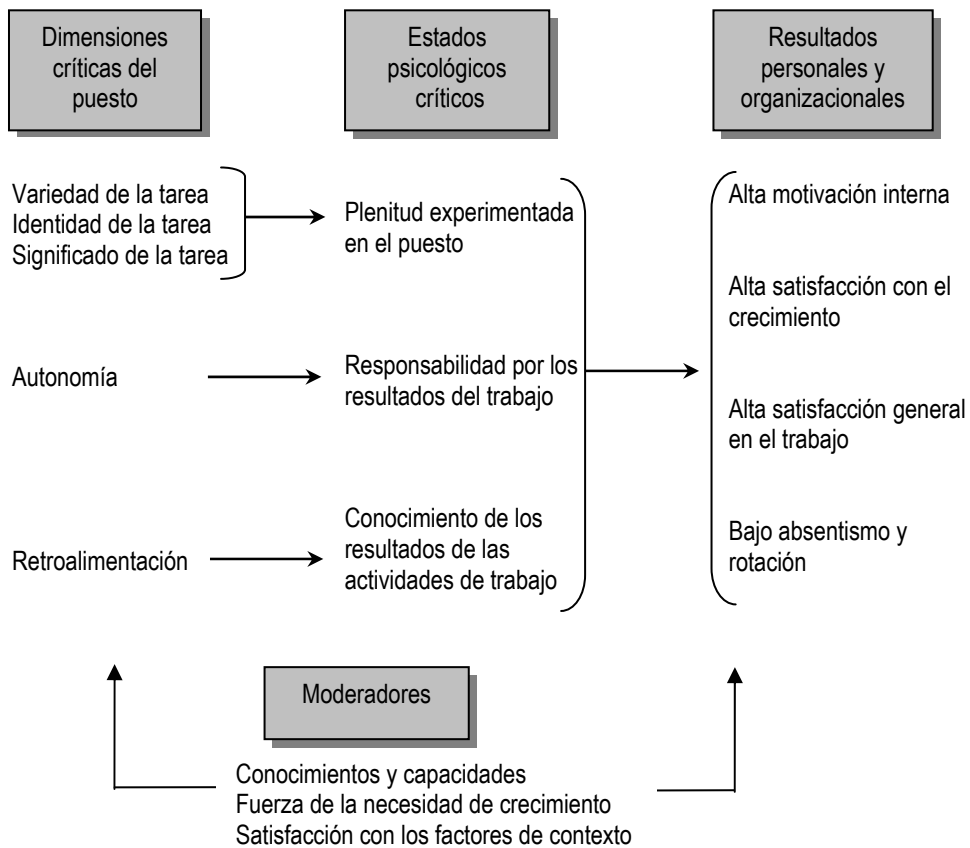 Dimensiones
críticas del
puesto
Estados
psicológicos
críticos
Resultados
personales y
organizacionales
Variedad de la tarea
Identidad de la tarea
Significado de la tarea
Plenitud experimentada
en el puesto
Alta motivación interna
Alta satisfacción con el
crecimiento
Autonomía
Responsabilidad por los
resultados del trabajo
Alta satisfacción general
en el trabajo
Retroalimentación
Conocimiento de los
resultados de las
actividades de trabajo
Bajo absentismo y
rotación
Moderadores
Conocimientos y capacidades
Fuerza de la necesidad de crecimiento
Satisfacción con los factores de contexto